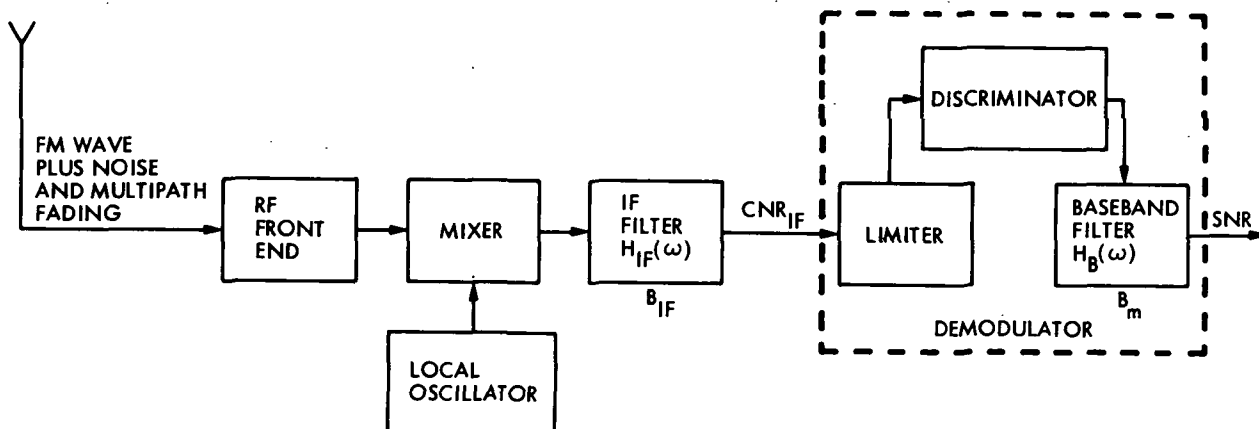 FM WAVE
PLUS NOISE
AND MULTIPATH
FADING
RF
FRONT
END
MIXER
LOCAL
OSCILLATOR
IF
FILTER
H_IF(ω)
B_IF
CNR_IF
LIMITER
DISCRIMINATOR
BASEBAND
FILTER
H_B(ω)
B_m
SNR
DEMODULATOR